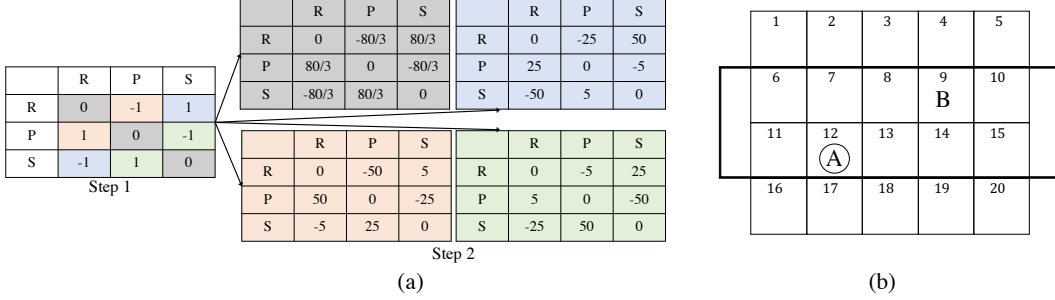 R P S
R 0 -80/3 80/3
P 80/3 0 -80/3
S -80/3 80/3 0
R P S
R 0 -25 50
P 25 0 -5
S -50 5 0
R P S
R 0 -1 1
P 1 0 -1
S -1 1 0
Step 1
R P S
R 0 -50 5
P 50 0 -25
S -5 25 0
R P S
R 0 -5 25
P 5 0 -50
S -25 50 0
Step 2
(a)
1 2 3 4 5
6 7 8 9 10
B
11 12 13 14 15
A
16 17 18 19 20
(b)